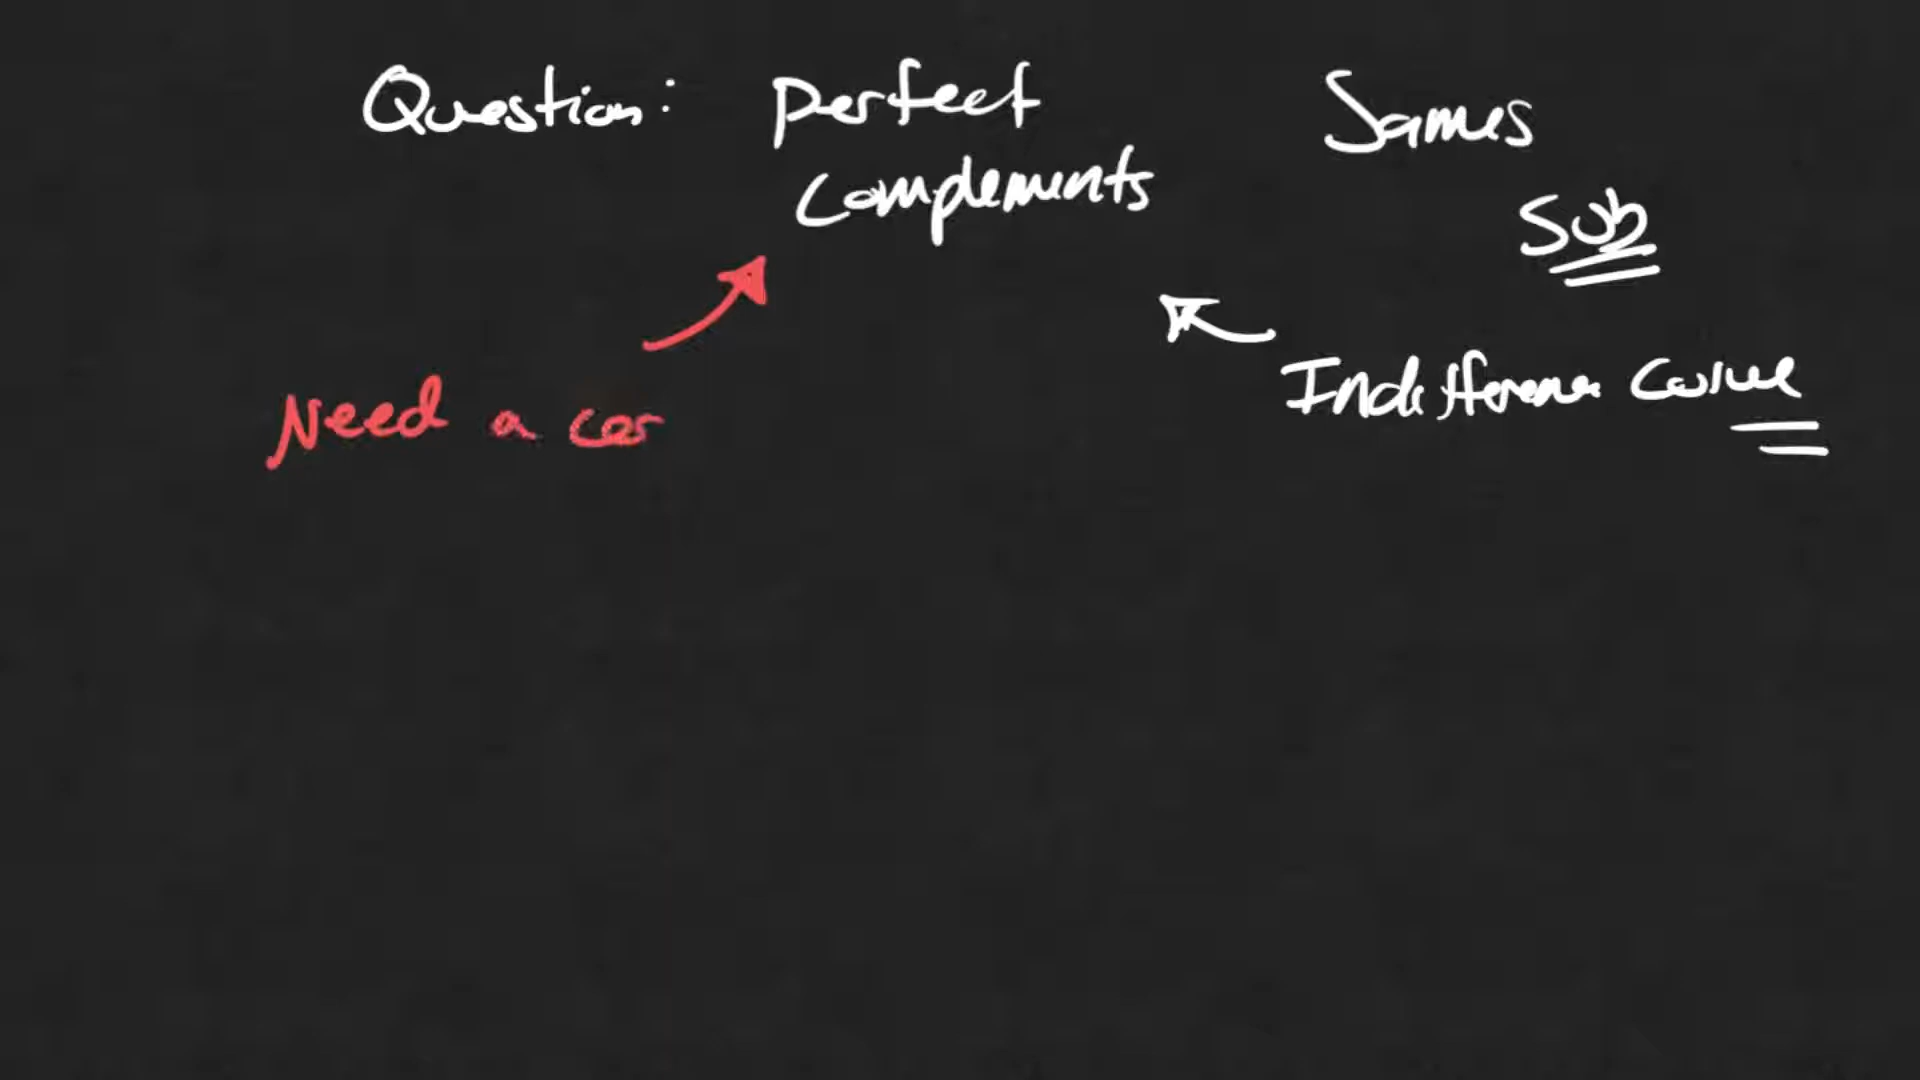 Question: Perfect
Complements
James
Sub
Indifference Curve
Need a car